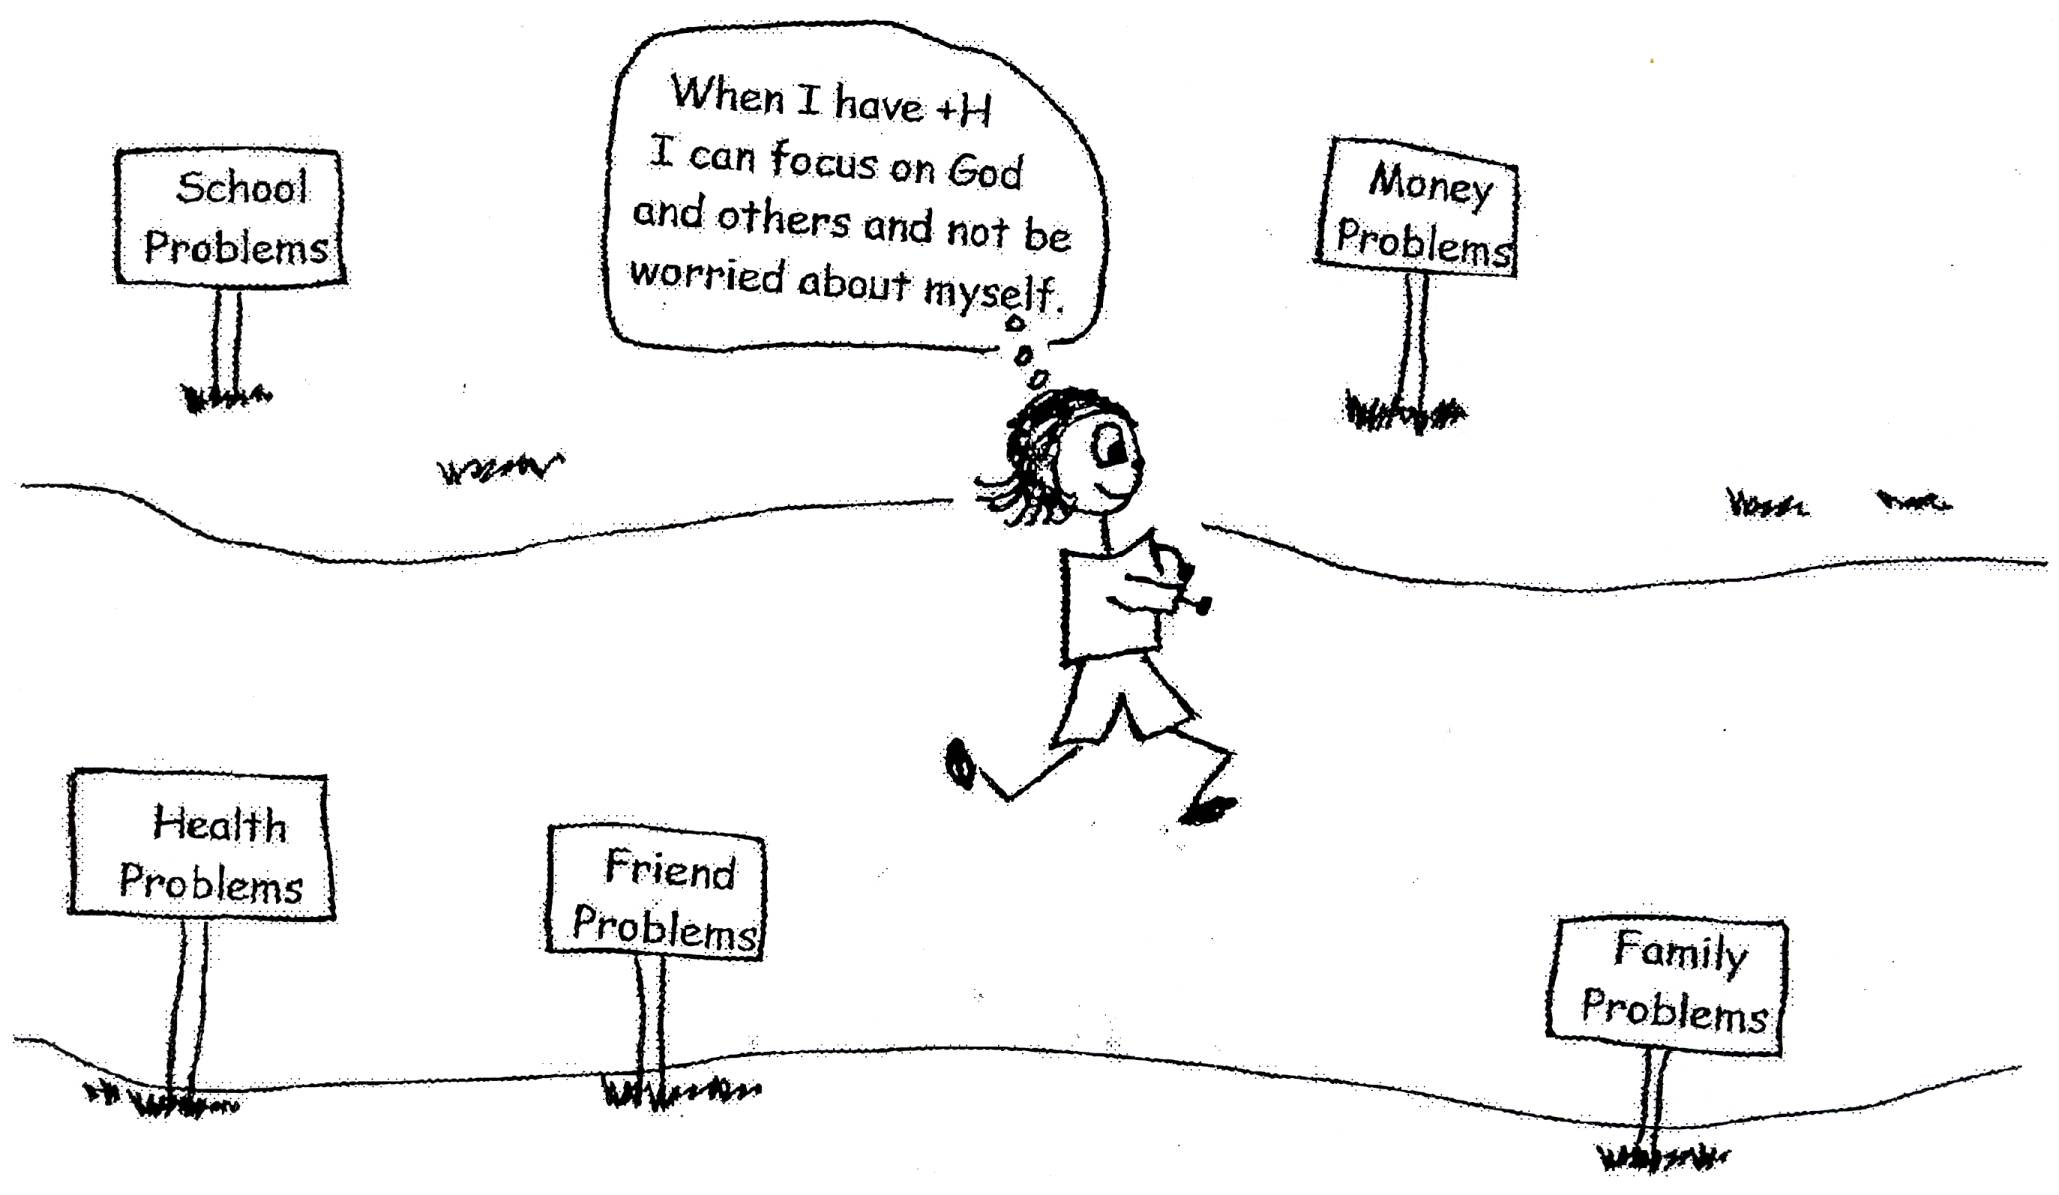 When I have +H
I can focus on God
and others and not be
worried about myself.
School
Problems
Money
Problems
Health
Problems
Friend
Problems
Family
Problems